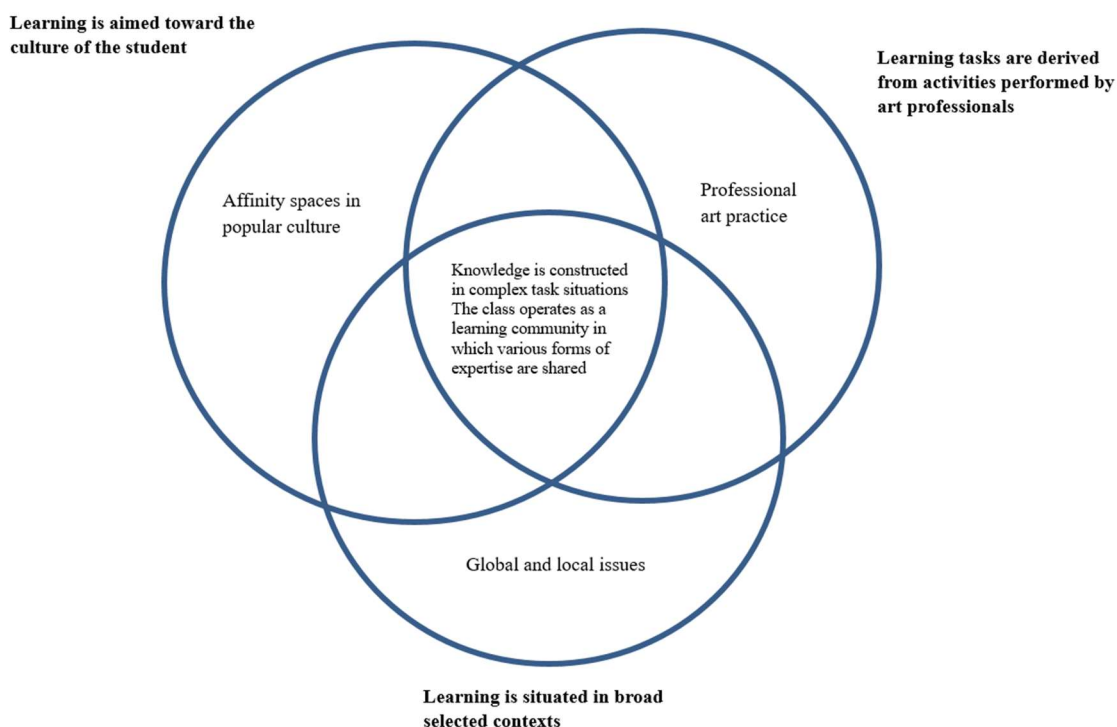 Learning is aimed toward the
culture of the student
Learning tasks are derived
from activities performed by
art professionals
Affinity spaces in
popular culture
Professional
art practice
Knowledge is constructed
in complex task situations
The class operates as a
learning community in
which various forms of
expertise are shared
Global and local issues
Learning is situated in broad
selected contexts